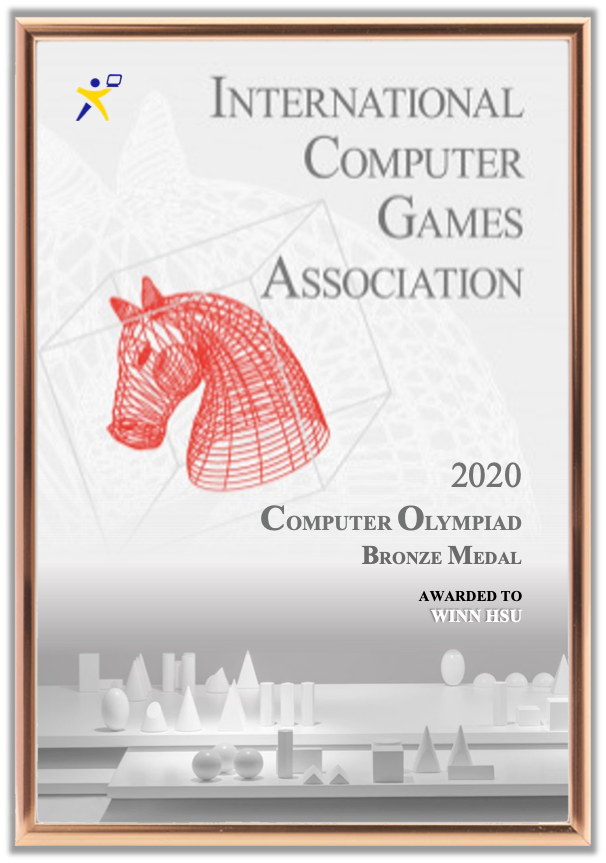 INTERNATIONAL
COMPUTER
GAMES
ASSOCIATION
2020
COMPUTER OLYMPIAD
BRONZE MEDAL
AWARDED TO
WINN HSU